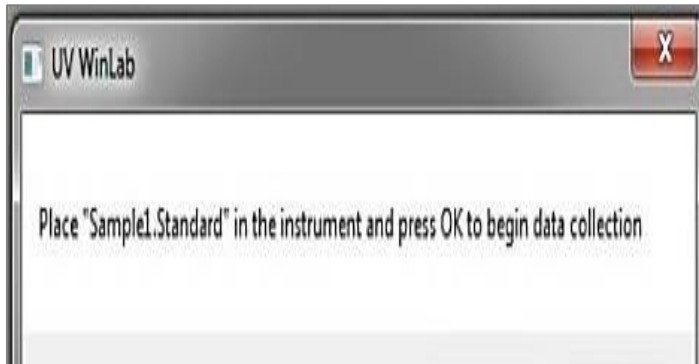 UV WinLab
X
Place "Sample1.Standard" in the instrument and press OK to begin data collection